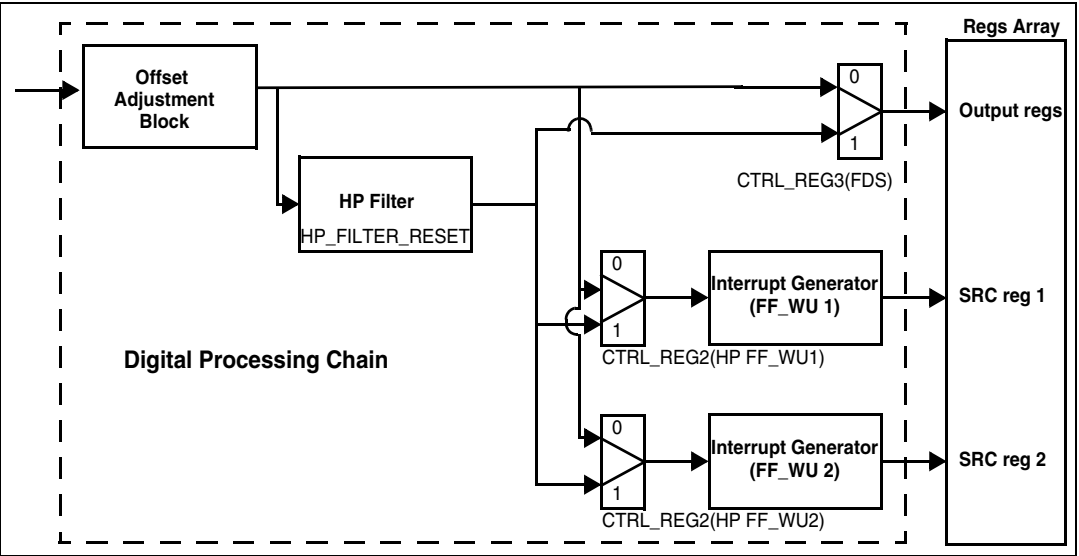 Regs Array
Offset
Adjustment
Block
0
1
Output regs
CTRL_REG3(FDS)
HP Filter
HP_FILTER_RESET
0
1
Interrupt Generator
(FF_WU 1)
SRC reg 1
CTRL_REG2(HP FF_WU1)
Digital Processing Chain
0
1
Interrupt Generator
(FF_WU 2)
SRC reg 2
CTRL_REG2(HP FF_WU2)